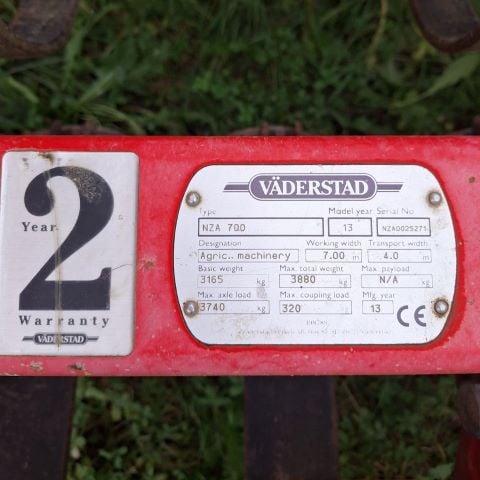 Year
2
Warranty
VÄDERSTAD
VÄDERSTAD
Type Model year Serial No
NZA 700 13 NZA0025271
Designation Working width Transport width
Agric.. machinery 7.00 m 4.0 m
Basic weight Max. total weight Max. payload
3165 kg 3880 kg N/A kg
Max. axle load Max. coupling load Mfg. year
3740 kg 320 kg 13 CE